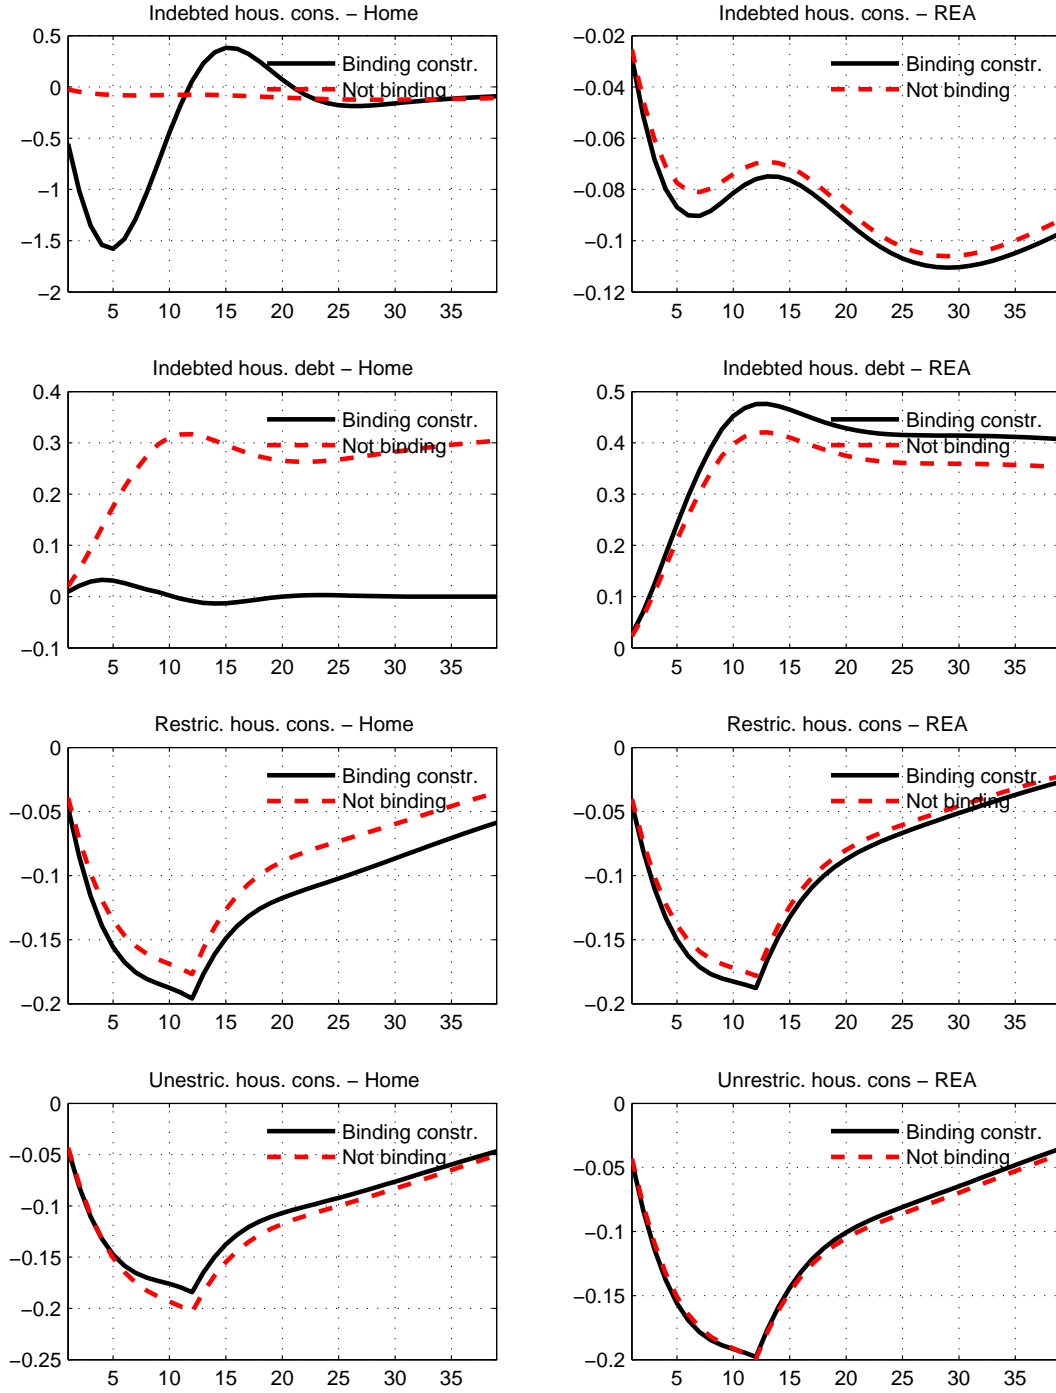 Indebted hous. cons. − Home
0.5
0
−0.5
−1
−1.5
−2
Binding constr.
Not binding
5 10 15 20 25 30 35
Indebted hous. cons. − REA
−0.02
−0.04
−0.06
−0.08
−0.1
−0.12
Binding constr.
Not binding
5 10 15 20 25 30 35
Indebted hous. debt − Home
0.4
0.3
0.2
0.1
0
−0.1
Binding constr.
Not binding
5 10 15 20 25 30 35
Indebted hous. debt − REA
0.5
0.4
0.3
0.2
0.1
0
Binding constr.
Not binding
5 10 15 20 25 30 35
Restric. hous. cons. − Home
0
−0.05
−0.1
−0.15
−0.2
Binding constr.
Not binding
5 10 15 20 25 30 35
Restric. hous. cons − REA
0
−0.05
−0.1
−0.15
−0.2
Binding constr.
Not binding
5 10 15 20 25 30 35
Unestric. hous. cons. − Home
0
−0.05
−0.1
−0.15
−0.2
−0.25
Binding constr.
Not binding
5 10 15 20 25 30 35
Unrestric. hous. cons − REA
0
−0.05
−0.1
−0.15
−0.2
Binding constr.
Not binding
5 10 15 20 25 30 35